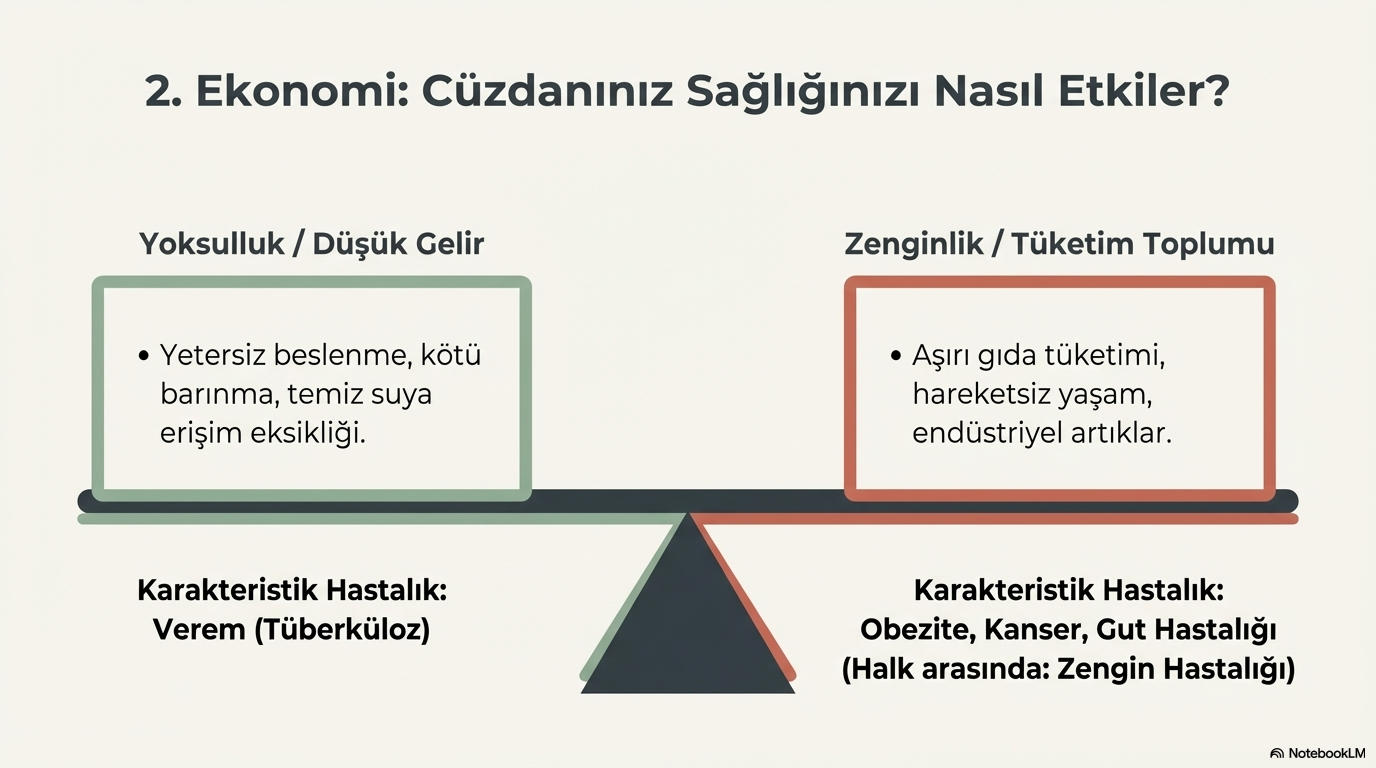 2. Ekonomi: Cüzdanınız Sağlığınızı Nasıl Etkiler?
Yoksulluk / Düşük Gelir
• Yetersiz beslenme, kötü
barınma, temiz suya
erişim eksikliği.
Karakteristik Hastalık:
Verem (Tüberküloz)
Zenginlik / Tüketim Toplumu
• Aşırı gıda tüketimi,
hareketsiz yaşam,
endüstriyel artıklar.
Karakteristik Hastalık:
Obezite, Kanser, Gut Hastalığı
(Halk arasında: Zengin Hastalığı)
NotebookLM